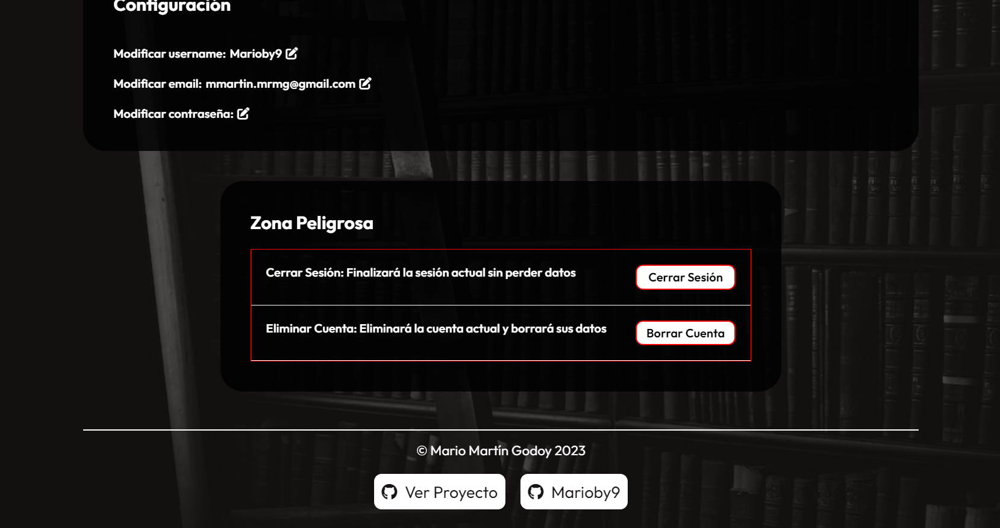 Configuración
Modificar username: Marioby9
Modificar email: mmartin.mrmg@gmail.com
Modificar contraseña:
Zona Peligrosa
Cerrar Sesión: Finalizará la sesión actual sin perder datos
Cerrar Sesión
Eliminar Cuenta: Eliminará la cuenta actual y borrará sus datos
Borrar Cuenta
© Mario Martín Godoy 2023
Ver Proyecto
Marioby9